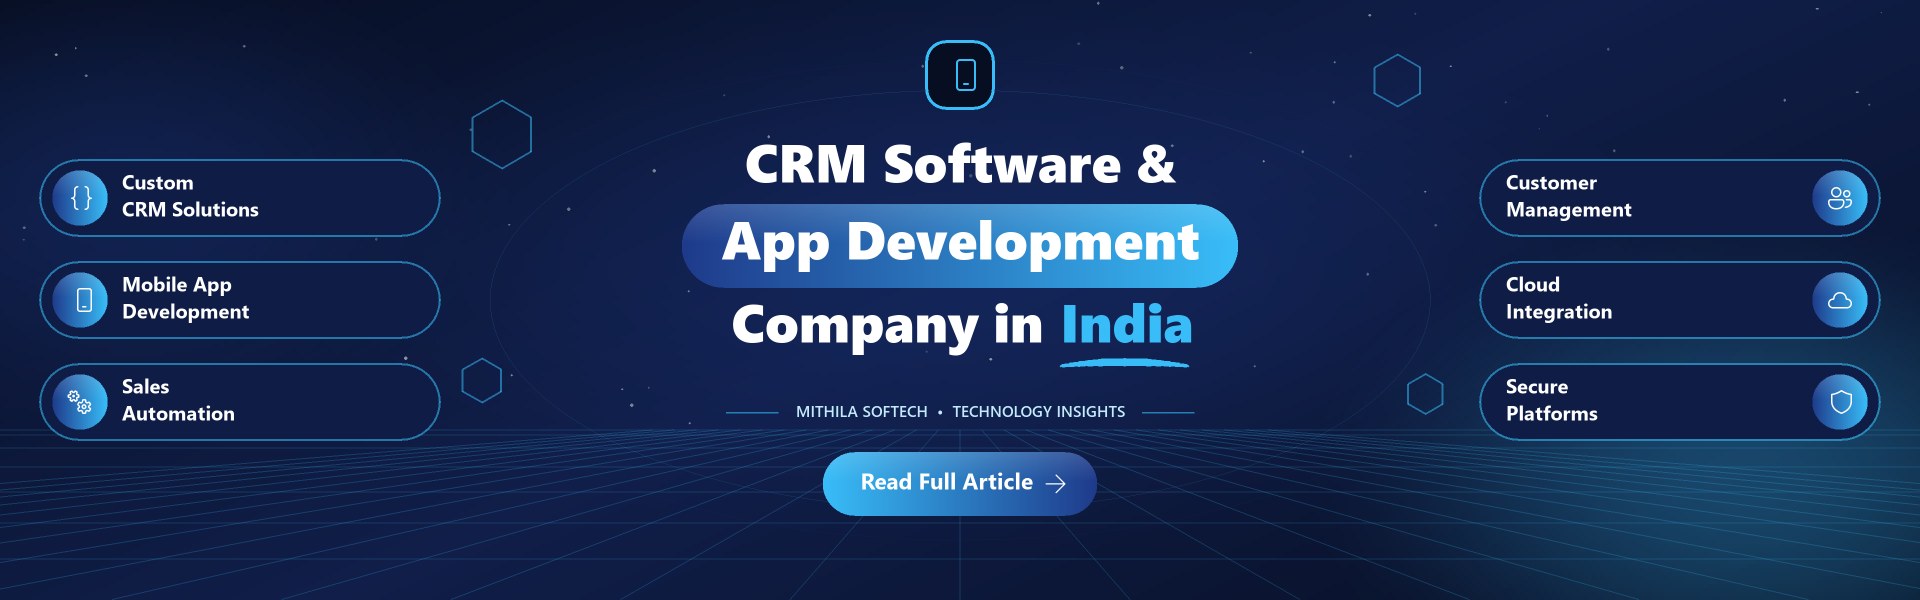 Custom
CRM Solutions
Mobile App
Development
Sales
Automation
CRM Software &
App Development
Company in India
MITHILA SOFTECH • TECHNOLOGY INSIGHTS
Read Full Article →
Customer
Management
Cloud
Integration
Secure
Platforms